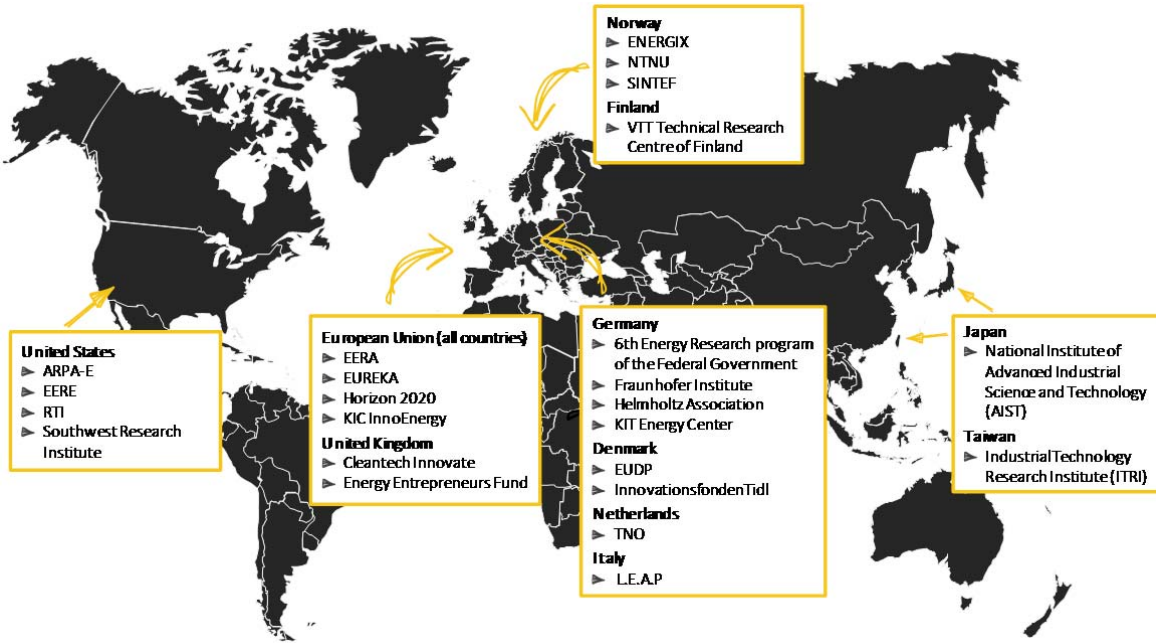 Norway
ENERGIX
NTNU
SINTEF
Finland
VTT Technical Research
Centre of Finland
United States
ARPA-E
EERE
RTI
Southwest Research
Institute
European Union (all countries)
EERA
EUREKA
Horizon 2020
KIC InnoEnergy
United Kingdom
Cleantech Innovate
Energy Entrepreneurs Fund
Germany
6th Energy Research program
of the Federal Government
Fraunhofer Institute
Helmholtz Association
KIT Energy Center
Denmark
EUDP
InnovationsfondenTidl
Netherlands
TNO
Italy
L.E.A.P
Japan
National Institute of
Advanced Industrial
Science and Technology
(AIST)
Taiwan
Industrial Technology
Research Institute (ITRI)